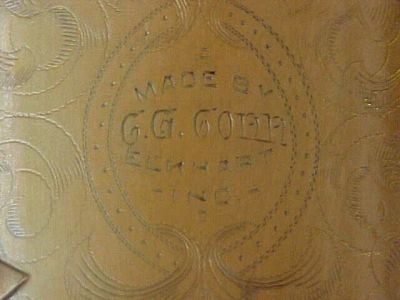 MADE BY
C.G. CONN
ELKHART
IND.